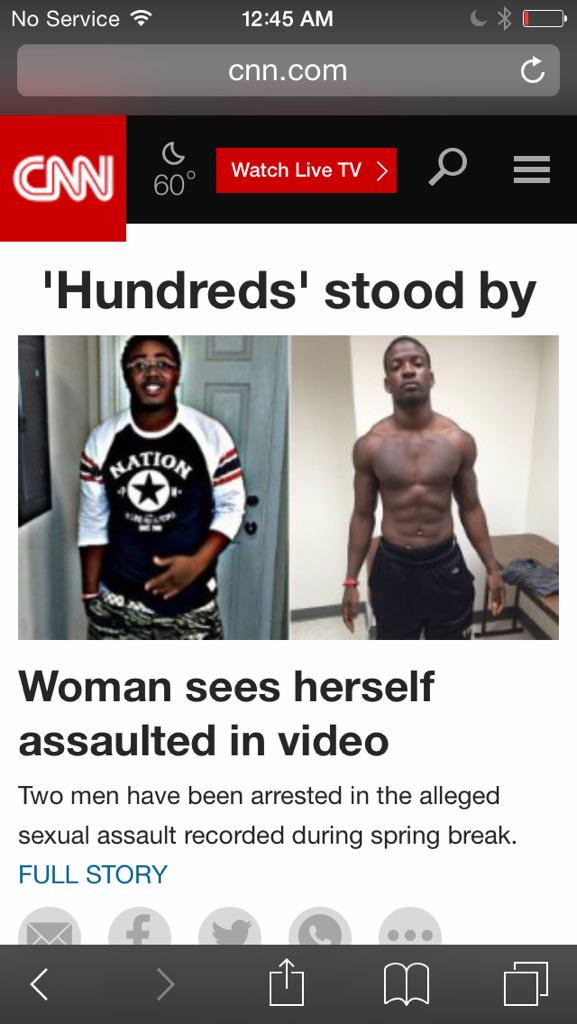 No Service 12:45 AM
cnn.com
CNN 60° Watch Live TV
'Hundreds' stood by
NATION
Woman sees herself
assaulted in video
Two men have been arrested in the alleged
sexual assault recorded during spring break.
FULL STORY